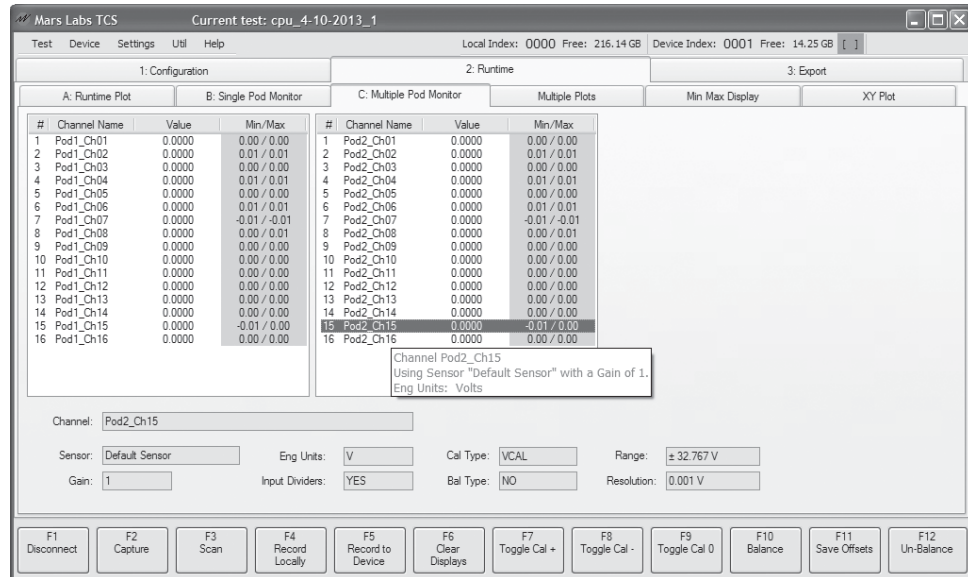 Mars Labs TCS Current test: cpu_4-10-2013_1
Test Device Settings Util Help Local Index: 0000 Free: 216.14 GB Device Index: 0001 Free: 14.25 GB [ ]
1: Configuration 2: Runtime 3: Export
A: Runtime Plot B: Single Pod Monitor C: Multiple Pod Monitor Multiple Plots Min Max Display XY Plot
# Channel Name Value Min/Max # Channel Name Value Min/Max
1 Pod1_Ch01 0.0000 0.00 / 0.00 1 Pod2_Ch01 0.0000 0.00 / 0.00
2 Pod1_Ch02 0.0000 0.01 / 0.01 2 Pod2_Ch02 0.0000 0.01 / 0.01
3 Pod1_Ch03 0.0000 0.00 / 0.00 3 Pod2_Ch03 0.0000 0.00 / 0.00
4 Pod1_Ch04 0.0000 0.01 / 0.01 4 Pod2_Ch04 0.0000 0.01 / 0.01
5 Pod1_Ch05 0.0000 0.00 / 0.00 5 Pod2_Ch05 0.0000 0.00 / 0.00
6 Pod1_Ch06 0.0000 0.01 / 0.01 6 Pod2_Ch06 0.0000 0.01 / 0.01
7 Pod1_Ch07 0.0000 -0.01 / -0.01 7 Pod2_Ch07 0.0000 -0.01 / -0.01
8 Pod1_Ch08 0.0000 0.00 / 0.01 8 Pod2_Ch08 0.0000 0.00 / 0.01
9 Pod1_Ch09 0.0000 0.00 / 0.00 9 Pod2_Ch09 0.0000 0.00 / 0.00
10 Pod1_Ch10 0.0000 0.00 / 0.00 10 Pod2_Ch10 0.0000 0.00 / 0.00
11 Pod1_Ch11 0.0000 0.00 / 0.00 11 Pod2_Ch11 0.0000 0.00 / 0.00
12 Pod1_Ch12 0.0000 0.00 / 0.00 12 Pod2_Ch12 0.0000 0.00 / 0.00
13 Pod1_Ch13 0.0000 0.00 / 0.00 13 Pod2_Ch13 0.0000 0.00 / 0.00
14 Pod1_Ch14 0.0000 0.00 / 0.00 14 Pod2_Ch14 0.0000 0.00 / 0.00
15 Pod1_Ch15 0.0000 -0.01 / 0.00 15 Pod2_Ch15 0.0000 -0.01 / 0.00
16 Pod1_Ch16 0.0000 0.00 / 0.00 16 Pod2_Ch16 0.0000 0.00 / 0.00
Channel Pod2_Ch15
Using Sensor "Default Sensor" with a Gain of 1.
Eng Units: Volts
Channel: Pod2_Ch15
Sensor: Default Sensor Eng Units: V Cal Type: VCAL Range: ± 32.767 V
Gain: 1 Input Dividers: YES Bal Type: NO Resolution: 0.001 V
F1 F2 F3 F4 F5 F6 F7 F8 F9 F10 F11 F12
Disconnect Capture Scan Record Locally Record to Device Clear Displays Toggle Cal + Toggle Cal - Toggle Cal 0 Balance Save Offsets Un-Balance